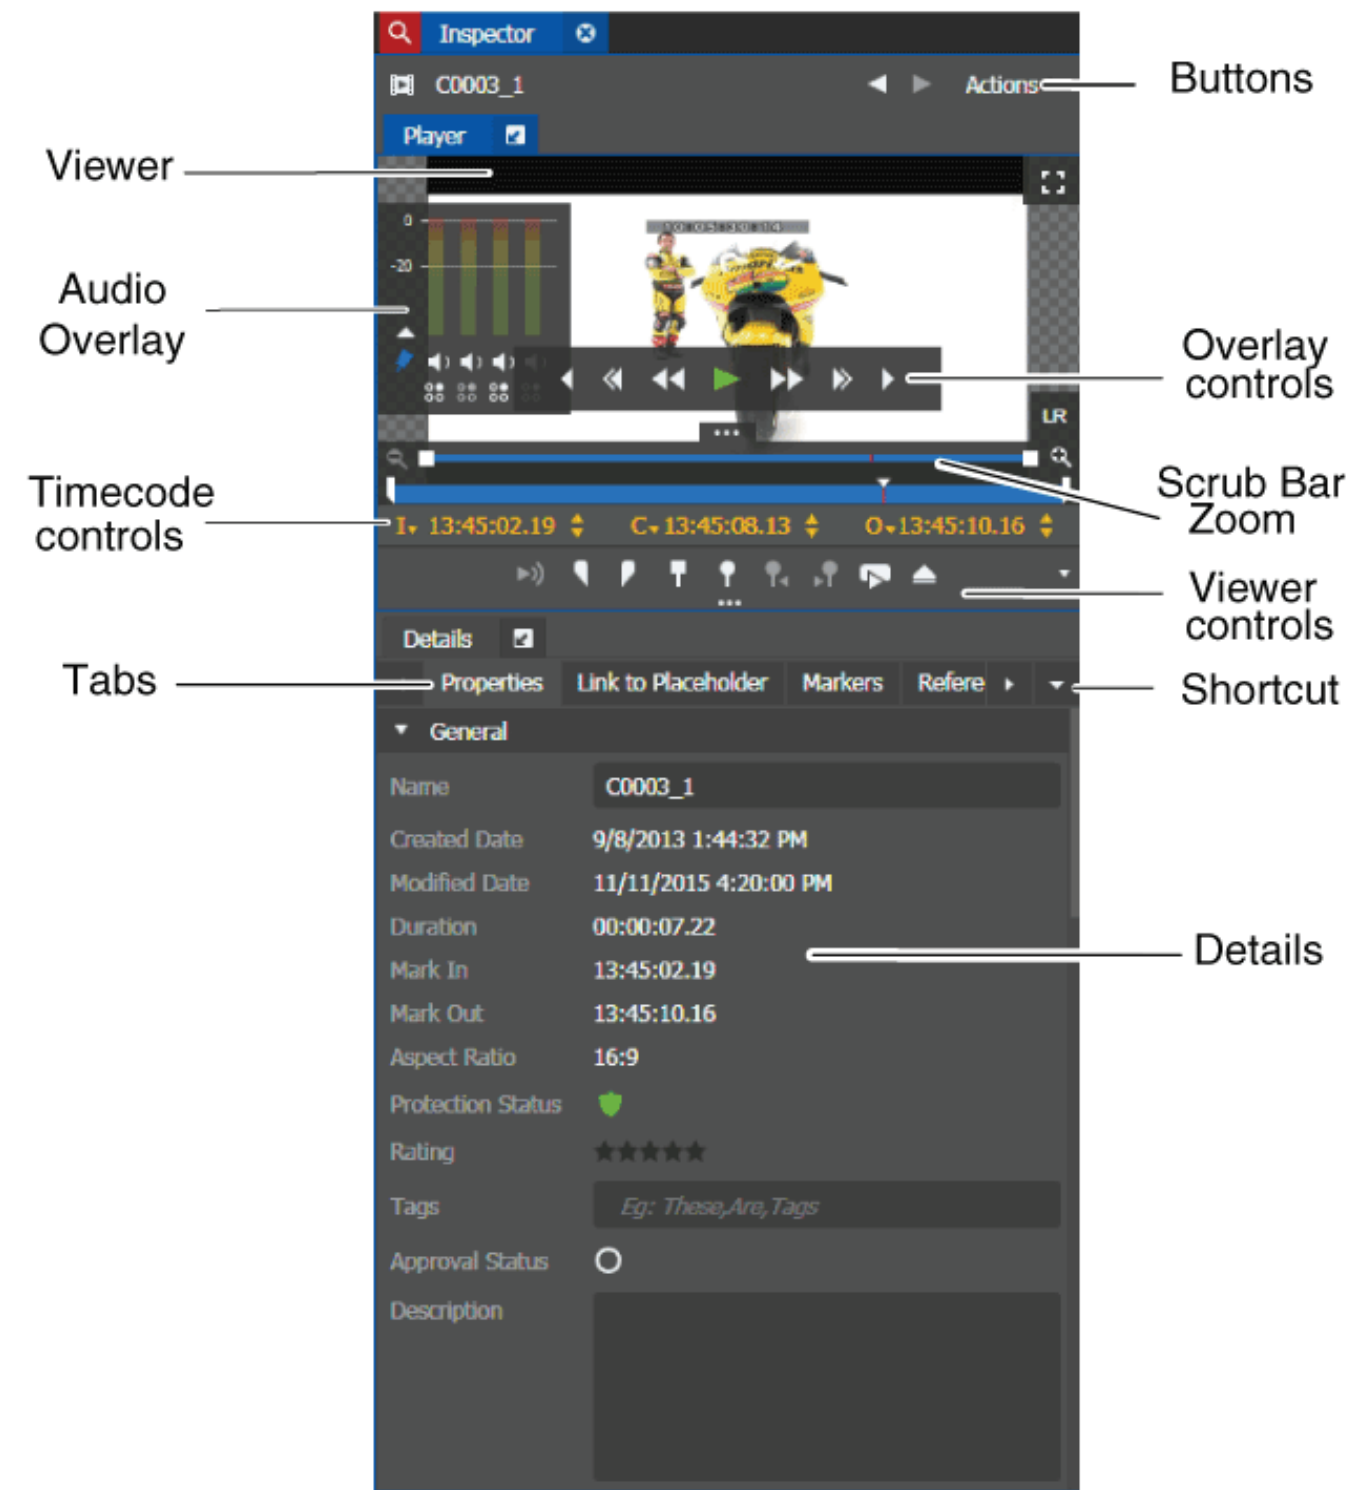 Inspector
C0003_1
Actions
Buttons
Player
Viewer
0
-20
Audio
Overlay
Overlay
controls
LR
Scrub Bar
Zoom
Timecode
controls
I 13:45:02.19 C 13:45:08.13 O 13:45:10.16
Viewer
controls
Details
Tabs
Properties Link to Placeholder Markers Refere
Shortcut
General
Name C0003_1
Created Date 9/8/2013 1:44:32 PM
Modified Date 11/11/2015 4:20:00 PM
Duration 00:00:07.22
Details
Mark In 13:45:02.19
Mark Out 13:45:10.16
Aspect Ratio 16:9
Protection Status
Rating
Tags Eg: These,Are,Tags
Approval Status
Description